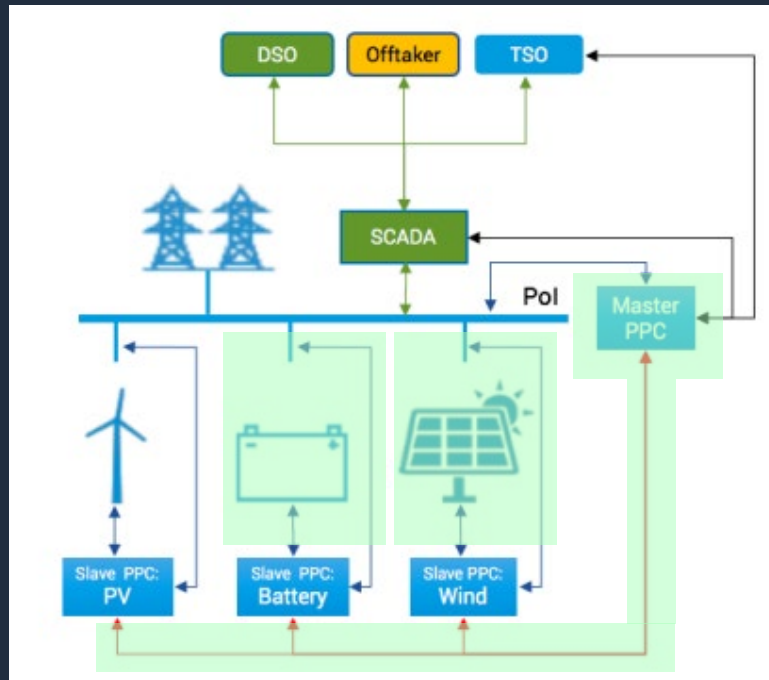 DSO
Offtaker
TSO
SCADA
PoI
Master
PPC
Slave PPC:
PV
Slave PPC:
Battery
Slave PPC:
Wind